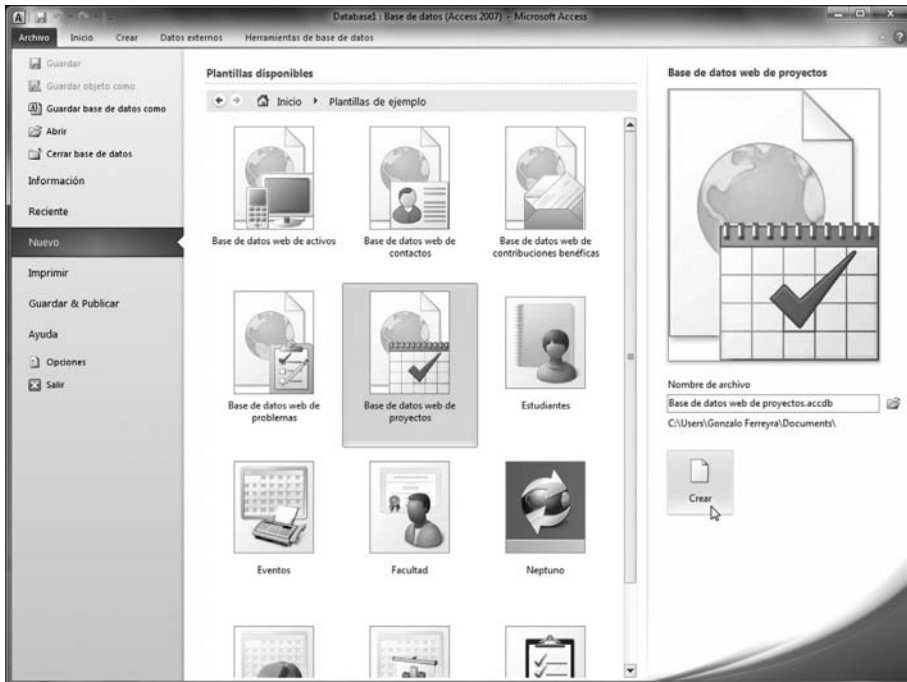 Database1 : Base de datos (Access 2007) - Microsoft Access
Archivo Inicio Crear Datos externos Herramientas de base de datos
Guardar
Guardar objeto como
Guardar base de datos como
Abrir
Cerrar base de datos
Información
Reciente
Nuevo
Imprimir
Guardar & Publicar
Ayuda
Opciones
Salir
Plantillas disponibles
Inicio Plantillas de ejemplo
Base de datos web de activos
Base de datos web de
contactos
Base de datos web de
contribuciones benéficas
Base de datos web de
problemas
Base de datos web de
proyectos
Estudiantes
Eventos
Facultad
Neptuno
Base de datos web de proyectos
Nombre de archivo
Base de datos web de proyectos.accdb
C:\Users\Gonzalo Ferreyra\Documents\
Crear